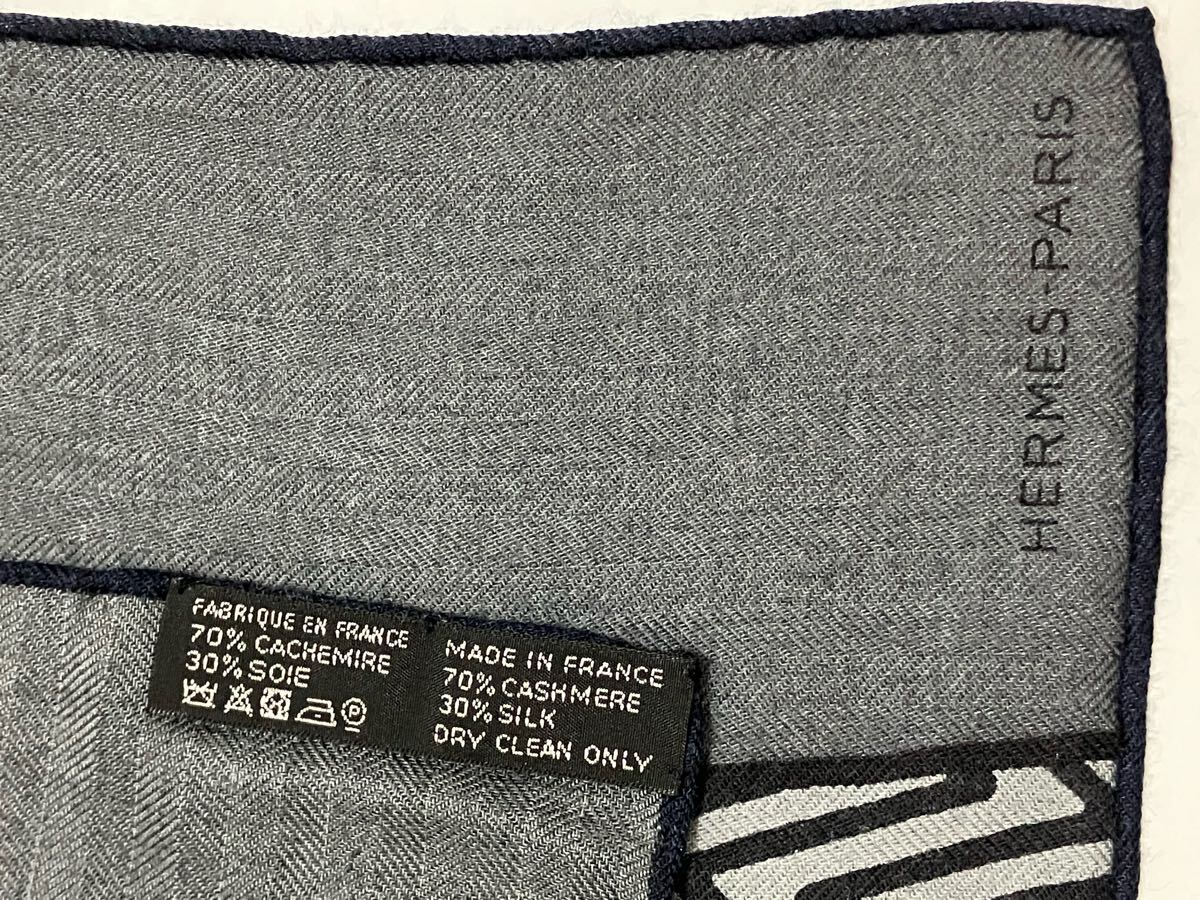 HERMES-PARIS
FABRIQUE EN FRANCE
70% CACHEMIRE
30% SOIE
P
MADE IN FRANCE
70% CASHMERE
30% SILK
DRY CLEAN ONLY